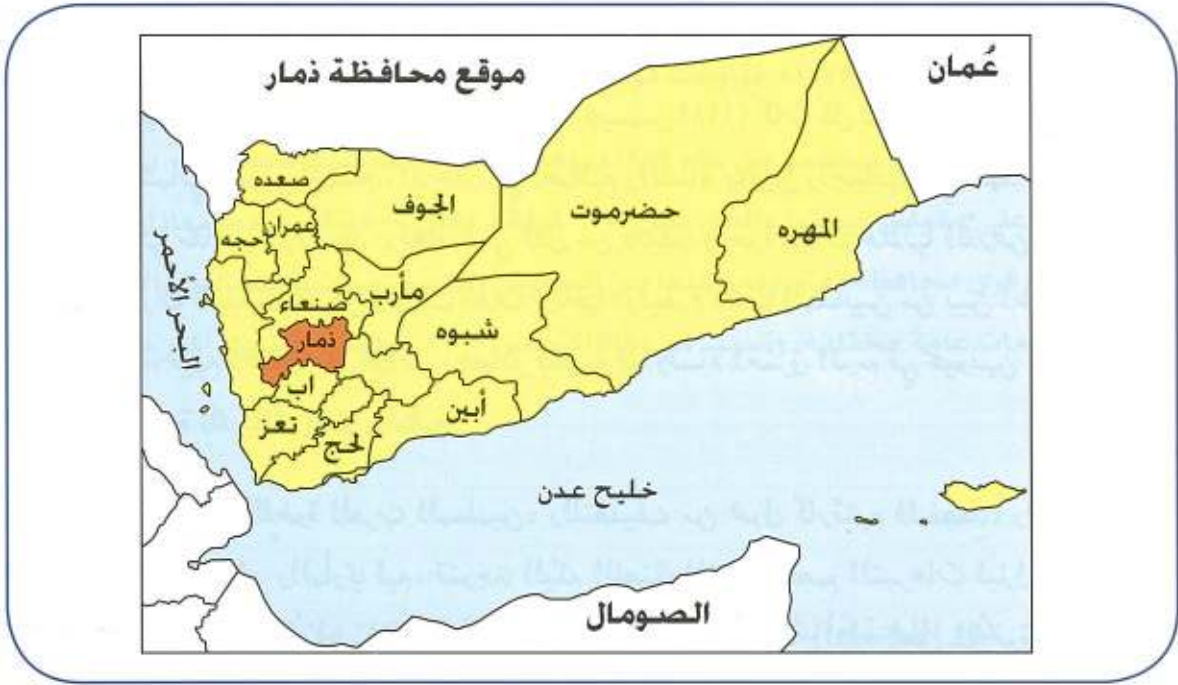 موقع محافظة ذمار
عُمان
صعده
الجوف
عمران
حجه
حضرموت
المهره
البحر الأحمر
مأرب
صنعاء
شبوه
ذمار
اب
أبين
تعز
لحج
خليج عدن
الصومال